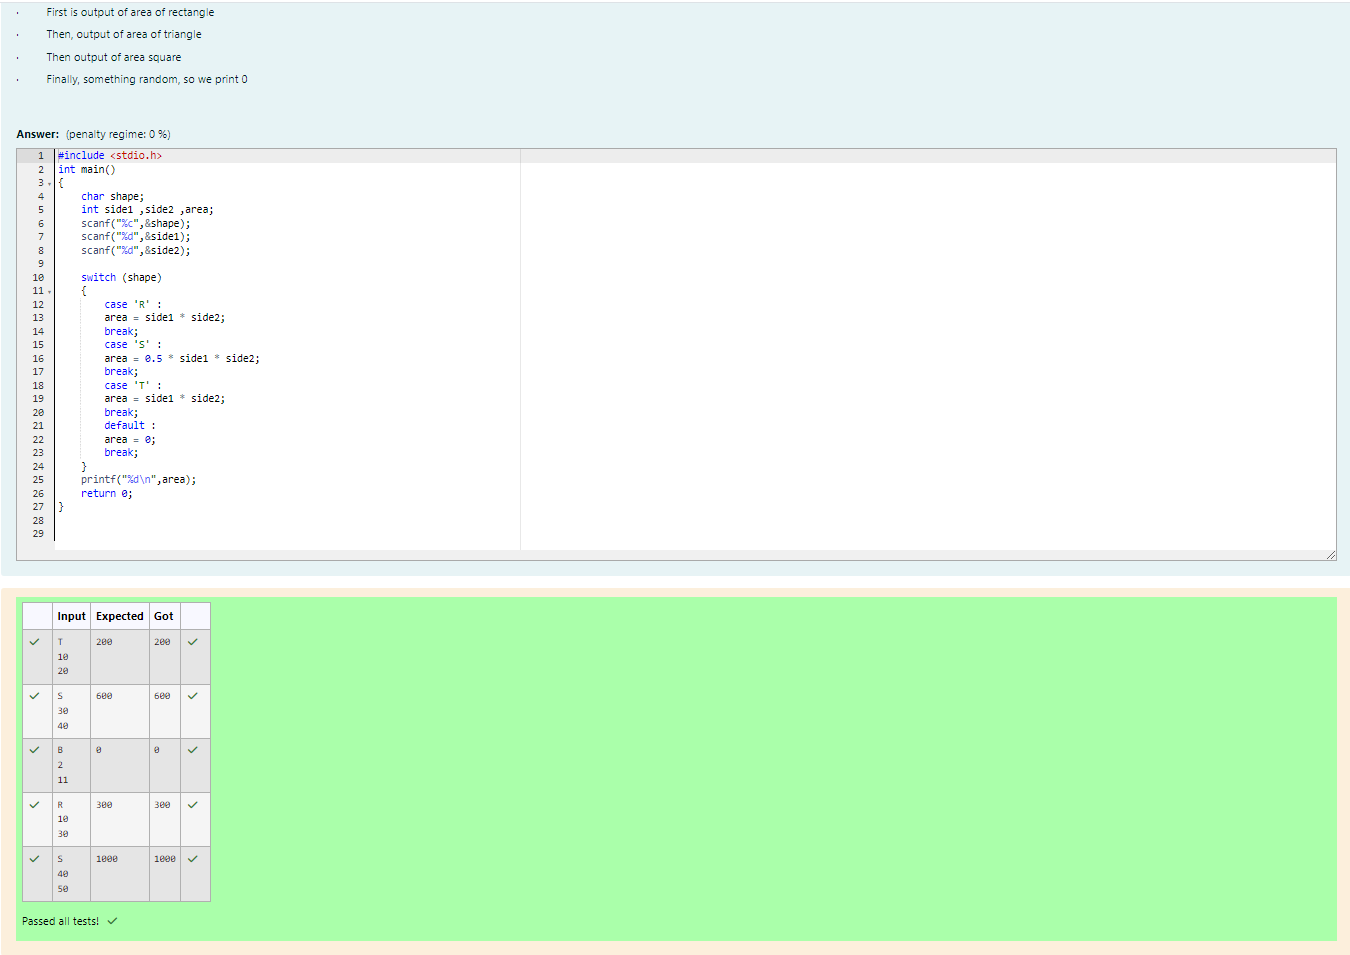 · First is output of area of rectangle
· Then, output of area of triangle
· Then output of area square
· Finally, something random, so we print 0
Answer: (penalty regime: 0 %)
1 #include <stdio.h>
2 int main()
3 {
4 char shape;
5 int side1 ,side2 ,area;
6 scanf("%c",&shape);
7 scanf("%d",&side1);
8 scanf("%d",&side2);
9
10 switch (shape)
11 {
12 case 'R' :
13 area = side1 * side2;
14 break;
15 case 'S' :
16 area = 0.5 * side1 * side2;
17 break;
18 case 'T' :
19 area = side1 * side2;
20 break;
21 default :
22 area = 0;
23 break;
24 }
25 printf("%d\n",area);
26 return 0;
27 }
28
29
Input Expected Got
T 200 200
10
20
S 600 600
30
40
B 0 0
2
11
R 300 300
10
30
S 1000 1000
40
50
Passed all tests!